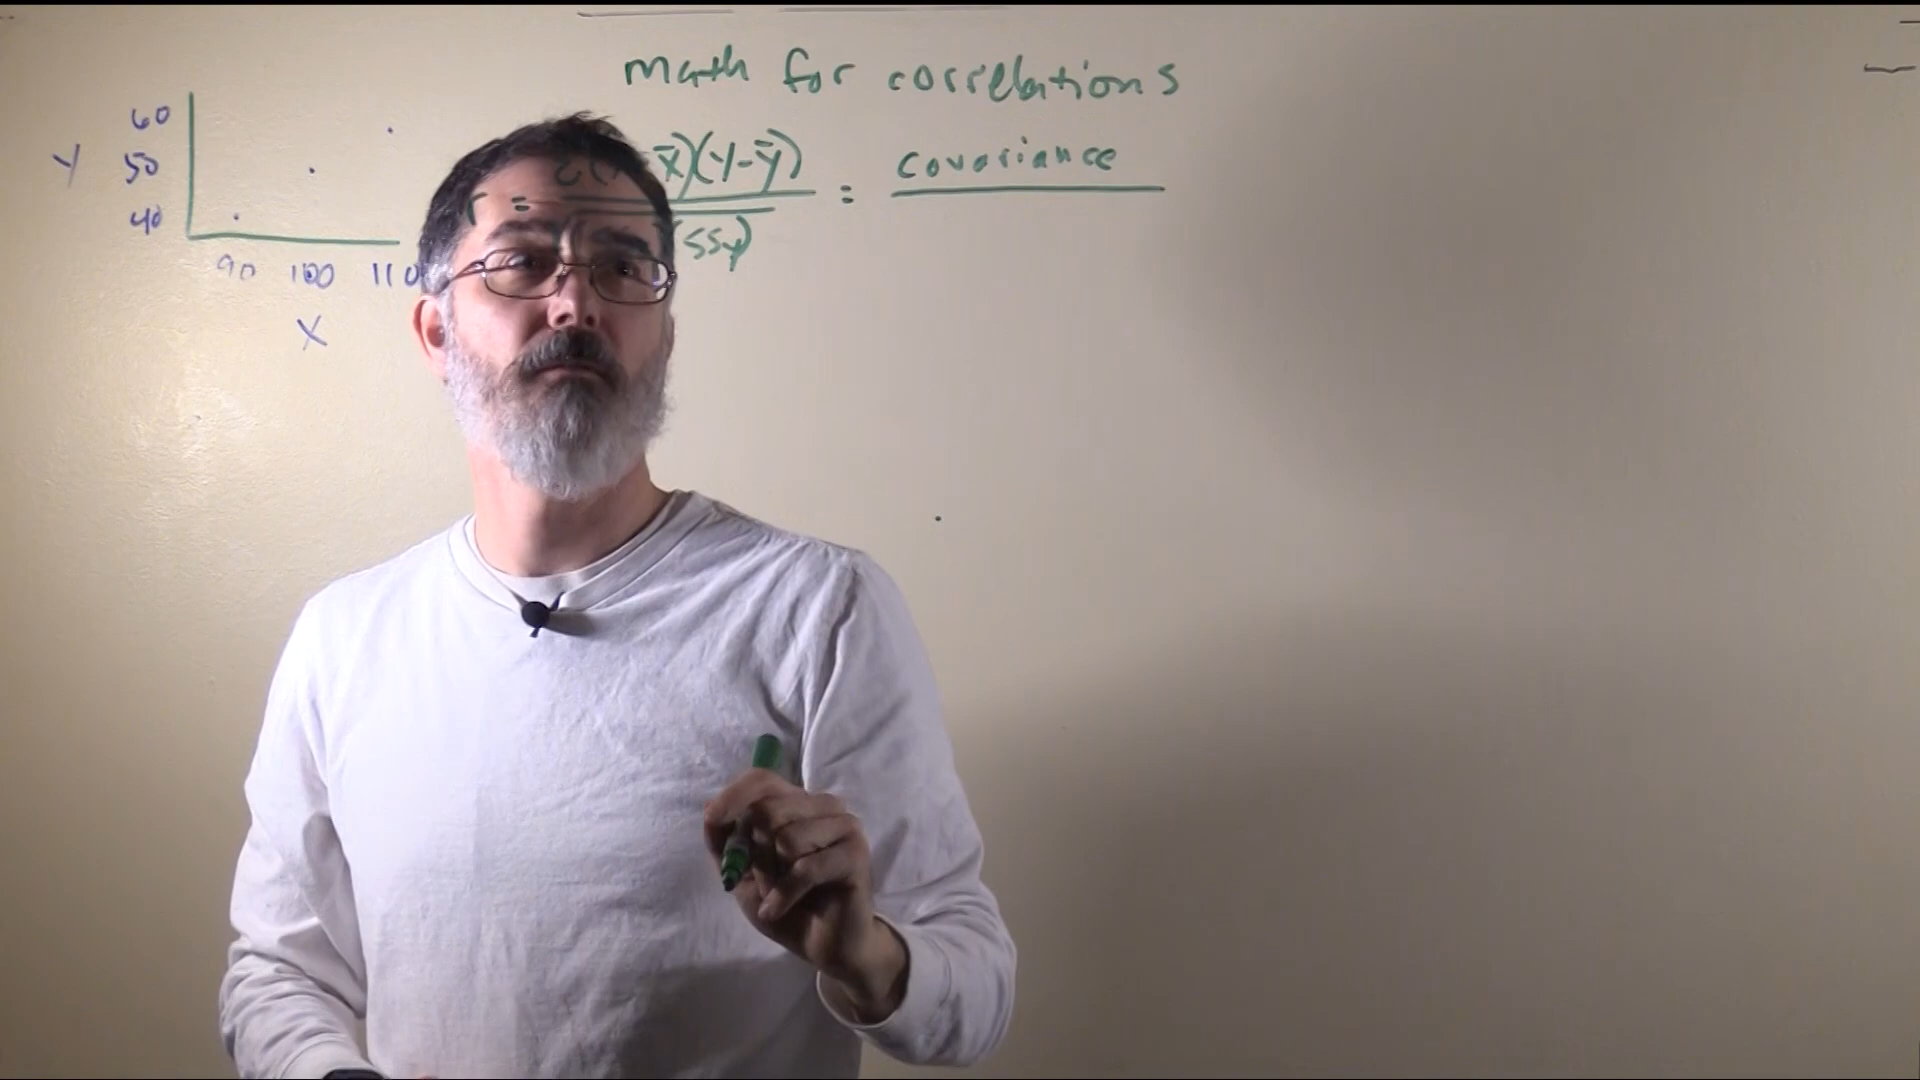 math for correlations
60
Y 50
40
90 100 110
X
r = Σ( x̄)(y-ȳ) = covariance
(SSy)